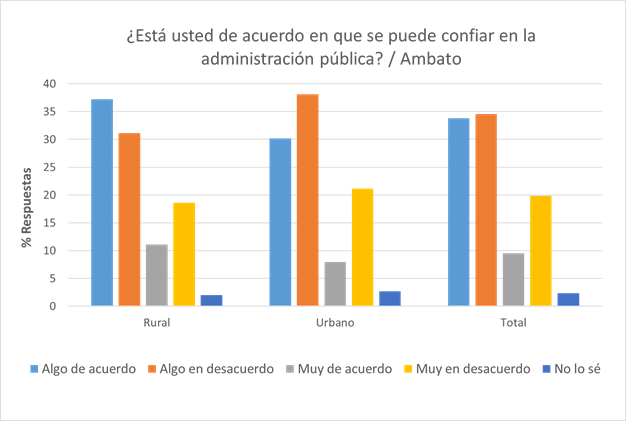 ¿Está usted de acuerdo en que se puede confiar en la
administración pública? / Ambato
40
35
30
25
20
15
10
5
0
% Respuestas
Rural Urbano Total
Algo de acuerdo Algo en desacuerdo Muy de acuerdo Muy en desacuerdo No lo sé